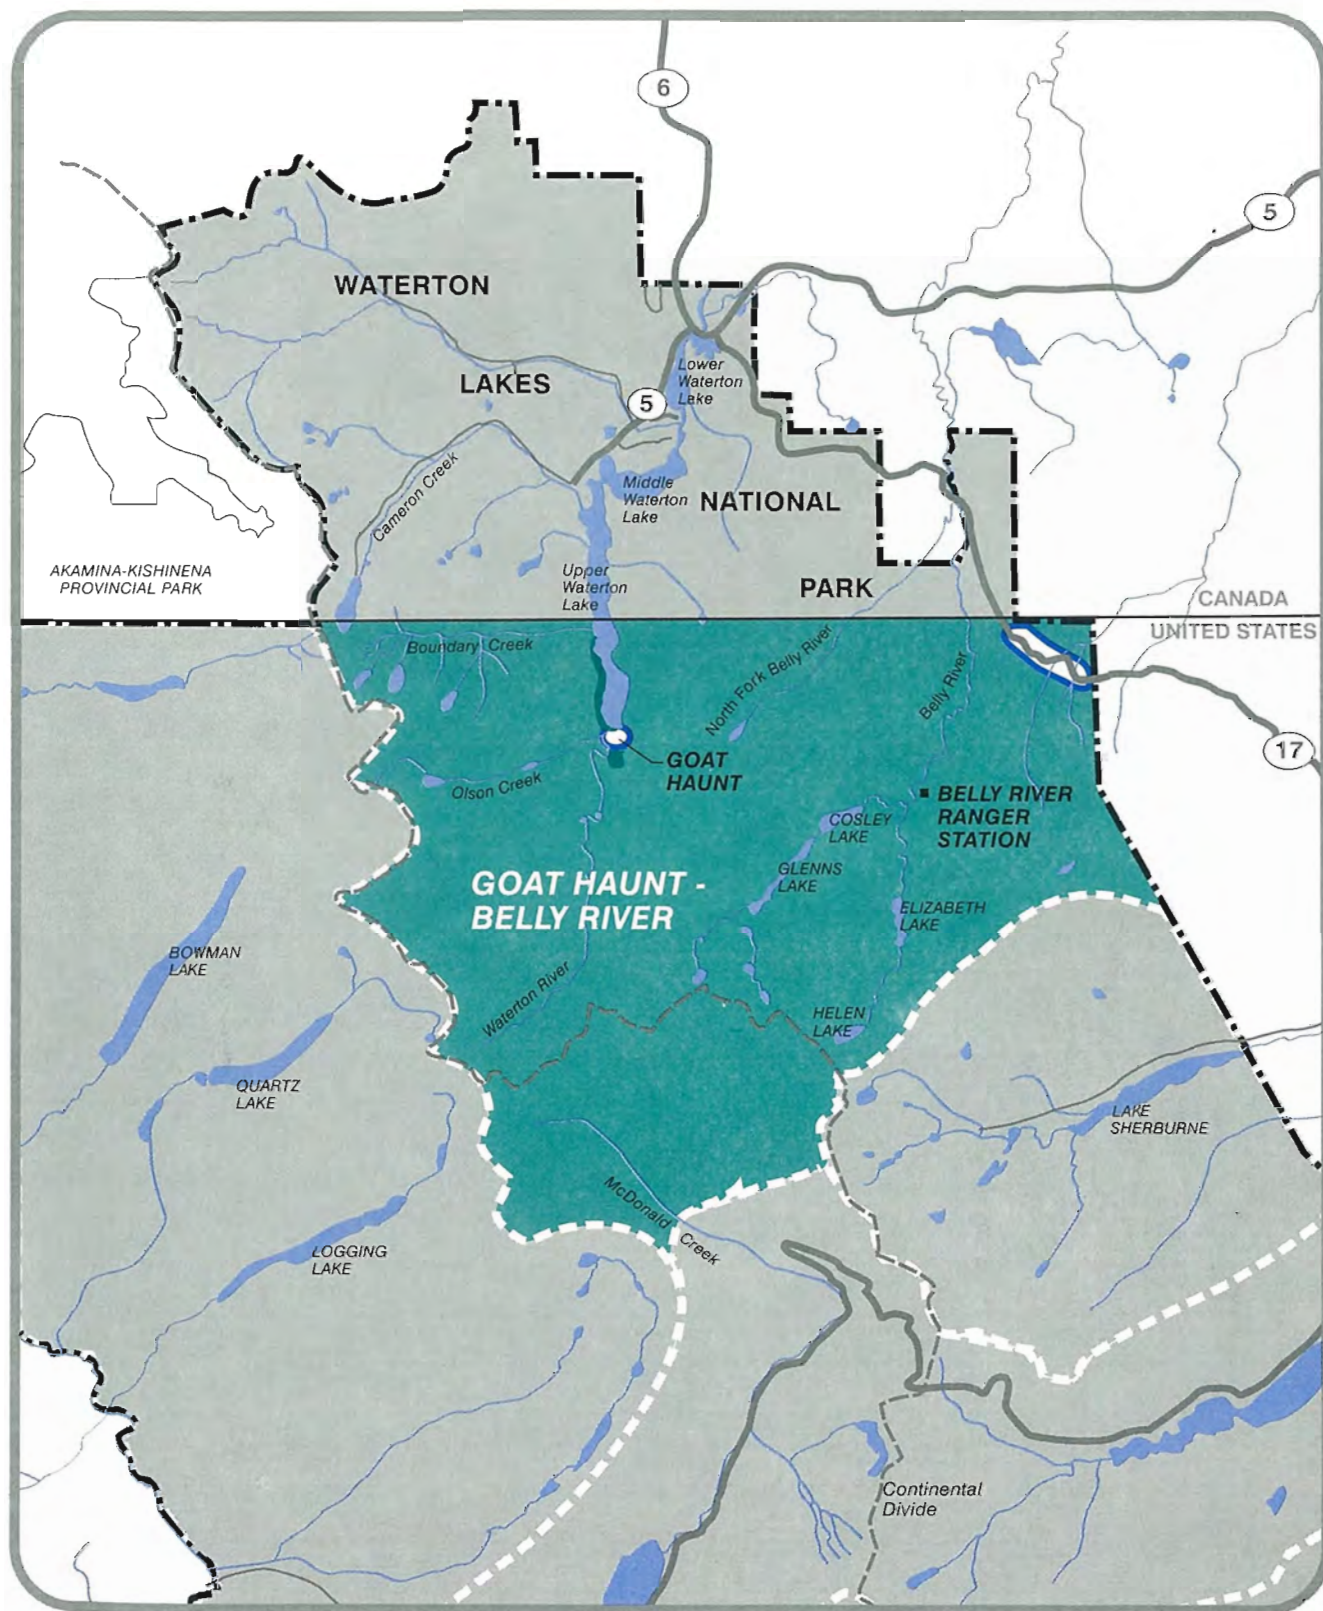 6
5
WATERTON
LAKES
Lower
Waterton
Lake
5
Cameron Creek
Middle
Waterton
Lake
NATIONAL
AKAMINA-KISHINENA
PROVINCIAL PARK
Upper
Waterton
Lake
PARK
CANADA
UNITED STATES
Boundary Creek
North Fork Belly River
Belly River
17
GOAT
HAUNT
Olson Creek
BELLY RIVER
RANGER
STATION
COSLEY
LAKE
GLENNS
LAKE
GOAT HAUNT -
BELLY RIVER
ELIZABETH
LAKE
BOWMAN
LAKE
Waterton River
HELEN
LAKE
QUARTZ
LAKE
LAKE
SHERBURNE
McDonald
Creek
LOGGING
LAKE
Continental
Divide